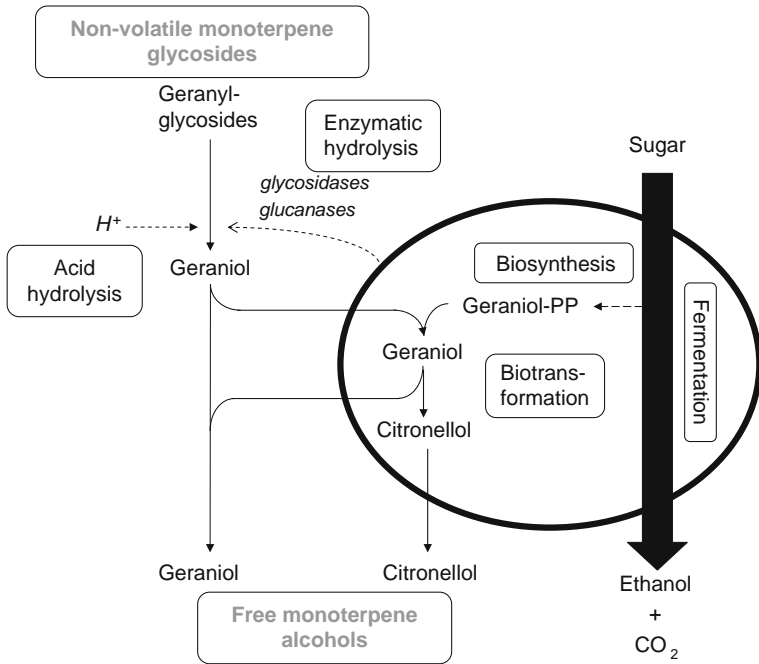 Non-volatile monoterpene
glycosides
Geranyl-
glycosides
Enzymatic
hydrolysis
Sugar
glycosidases
glucanases
H+
Acid
hydrolysis
Geraniol
Biosynthesis
Geraniol-PP
Fermentation
Geraniol
Biotrans-
formation
Citronellol
Geraniol
Citronellol
Ethanol
+
CO2
Free monoterpene
alcohols